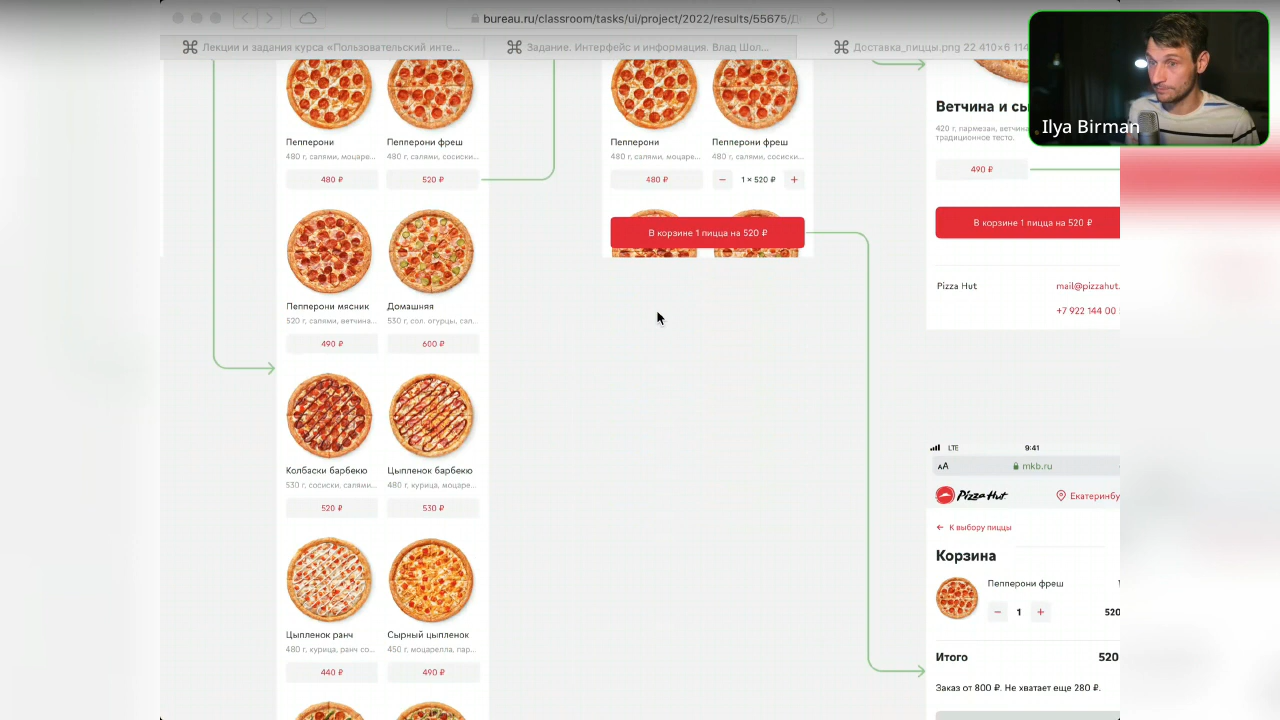 bureau.ru/classroom/tasks/ui/project/2022/results/55675/
Лекции и задания курса «Пользовательский инте...
Задание. Интерфейс и информация. Влад Шол...
Доставка_пиццы.png 22 410×6 114
Ilya Birman
Пепперони
480 г, салями, моцаре...
480 ₽
Пепперони фреш
480 г, салями, сосиски...
520 ₽
Пепперони мясник
520 г, салями, ветчина...
490 ₽
Домашняя
530 г, сол. огурцы, сал...
600 ₽
Колбаски барбекю
530 г, сосиски, салями...
520 ₽
Цыпленок барбекю
480 г, курица, моцаре...
530 ₽
Цыпленок ранч
480 г, курица, ранч со...
440 ₽
Сырный цыпленок
450 г, моцарелла, пар...
490 ₽
Пепперони
480 г, салями, моцаре...
480 ₽
Пепперони фреш
480 г, салями, сосиски...
− 1 × 520 ₽ +
В корзине 1 пицца на 520 ₽
Ветчина и сы
420 г, пармезан, ветчина
традиционное тесто.
490 ₽
В корзине 1 пицца на 520 ₽
Pizza Hut
mail@pizzahut.
+7 922 144 00
LTE
9:41
AA
mkb.ru
Pizza Hut
Екатеринбу
← К выбору пиццы
Корзина
Пепперони фреш
− 1 +
520
Итого
520
Заказ от 800 ₽. Не хватает еще 280 ₽.